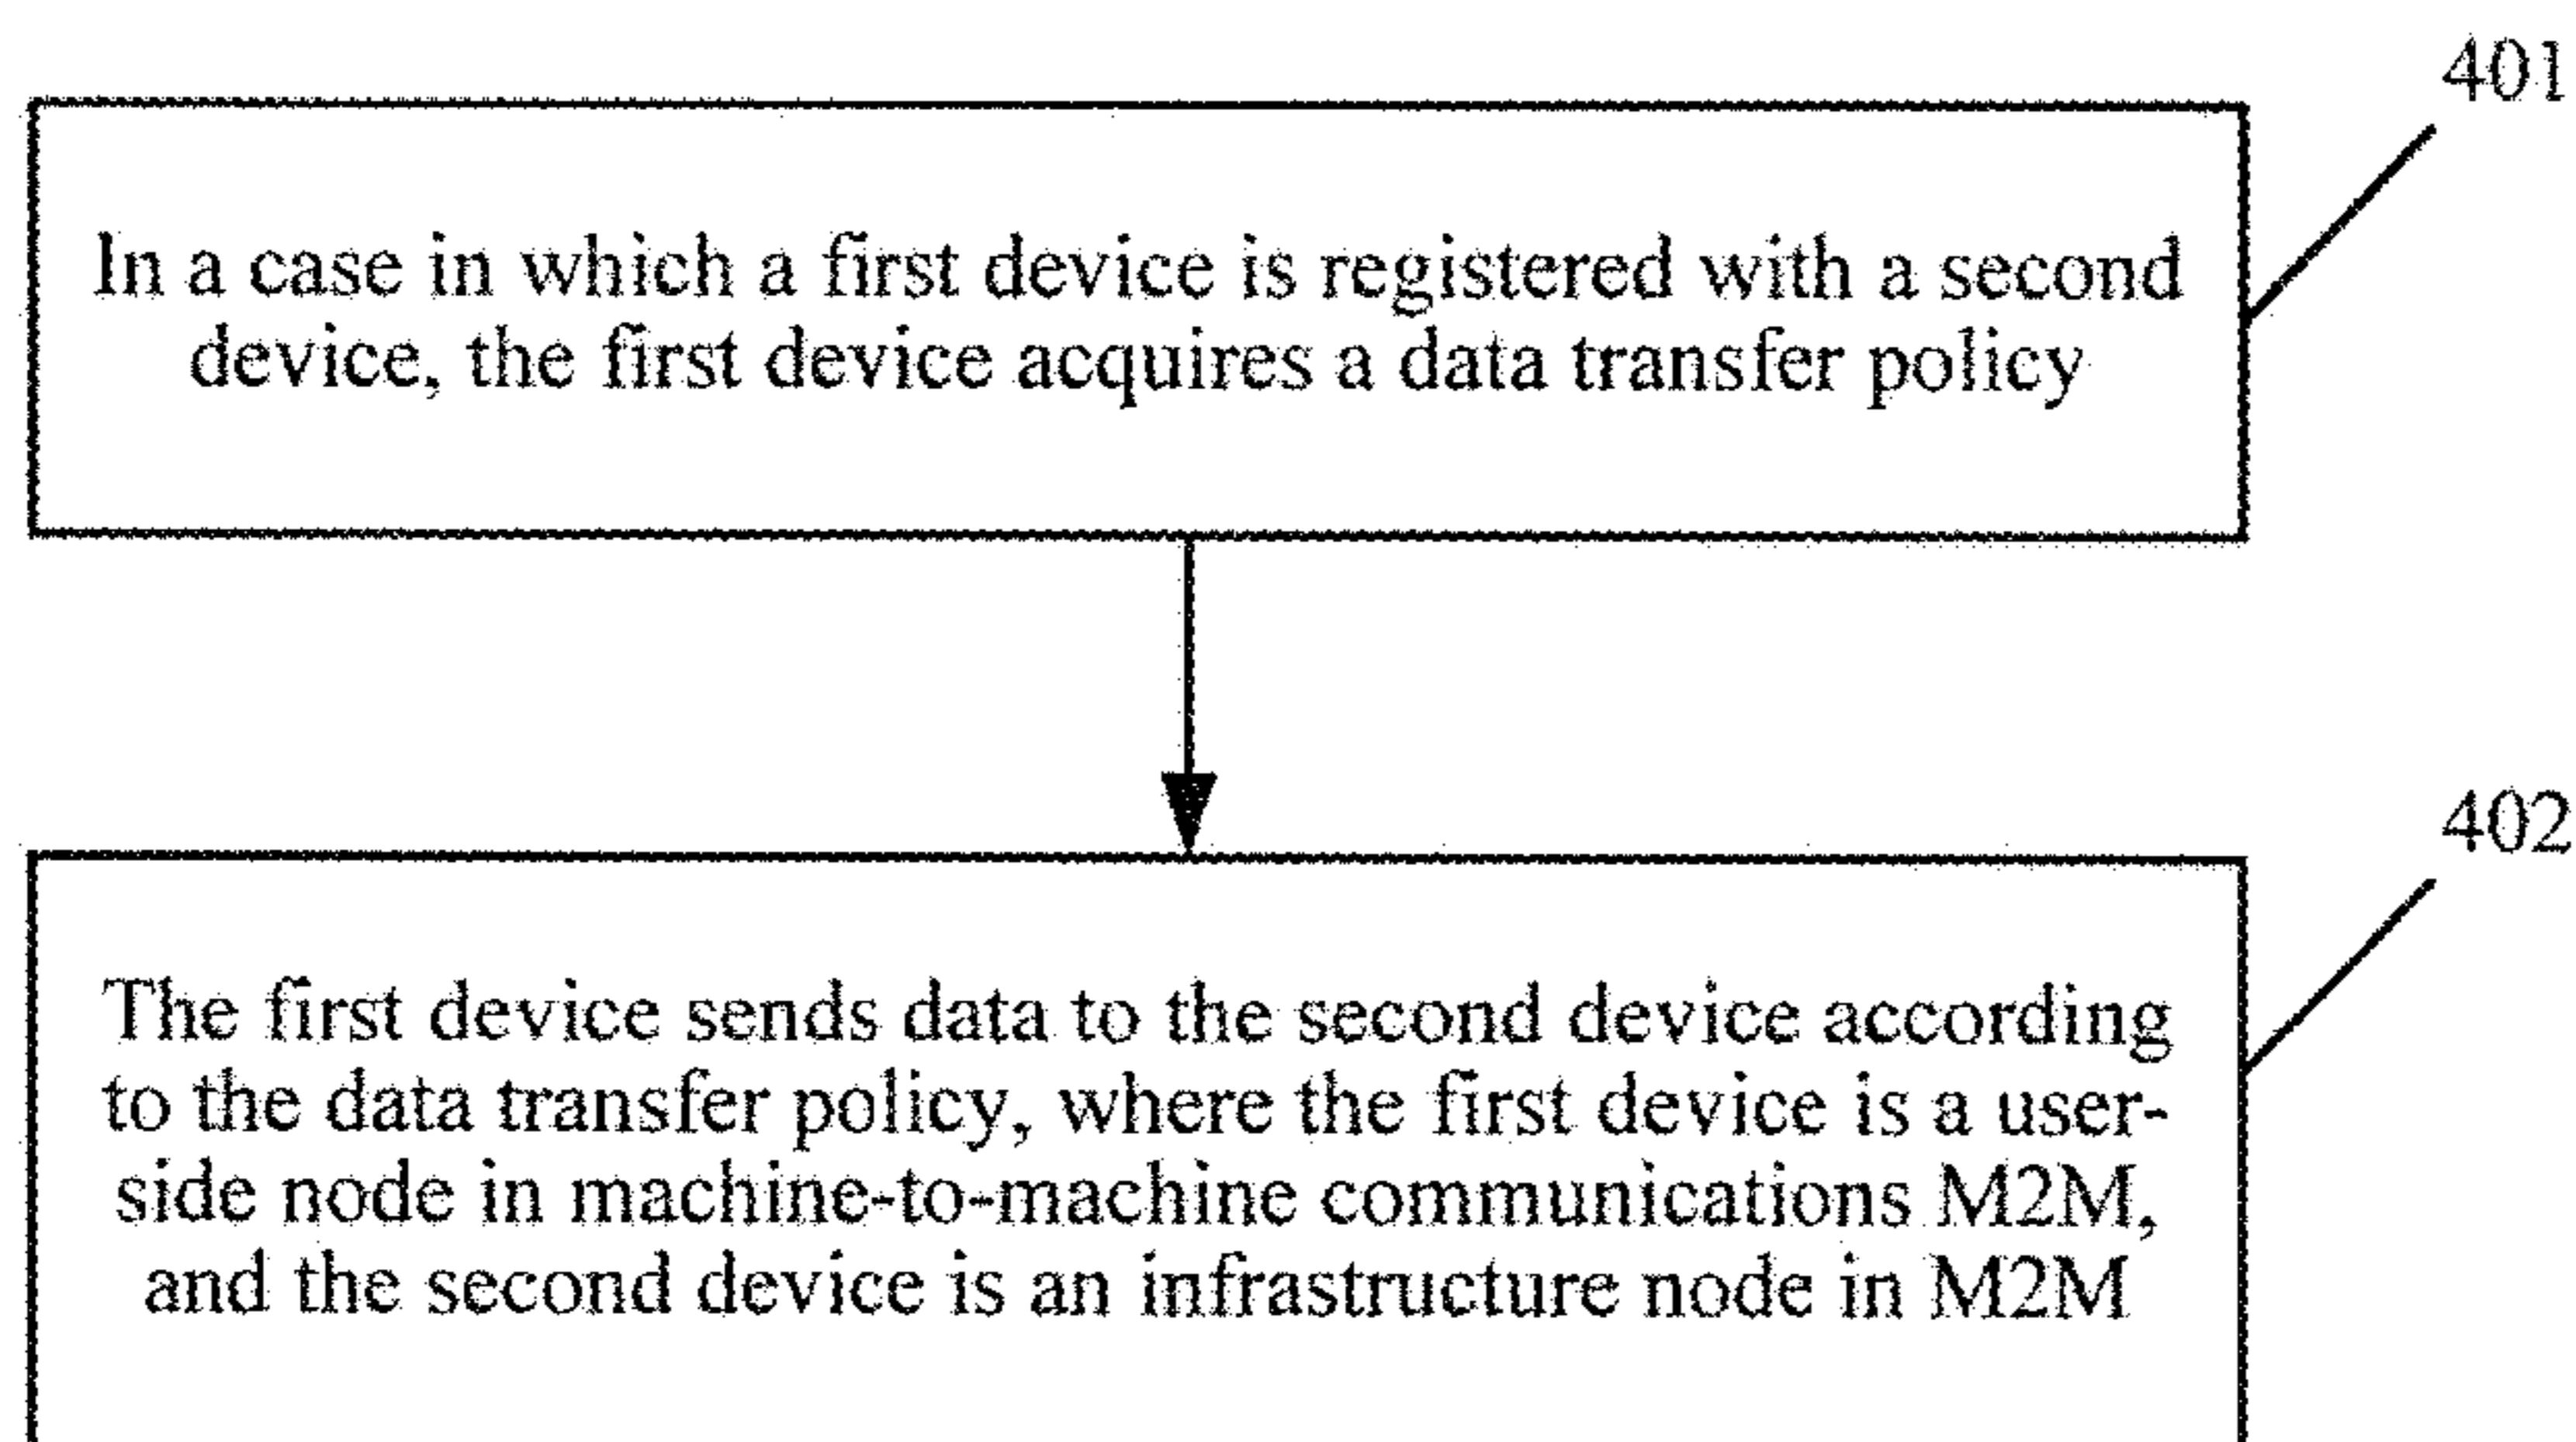 401
In a case in which a first device is registered with a second
device, the first device acquires a data transfer policy
402
The first device sends data to the second device according
to the data transfer policy, where the first device is a user-
side node in machine-to-machine communications M2M,
and the second device is an infrastructure node in M2M